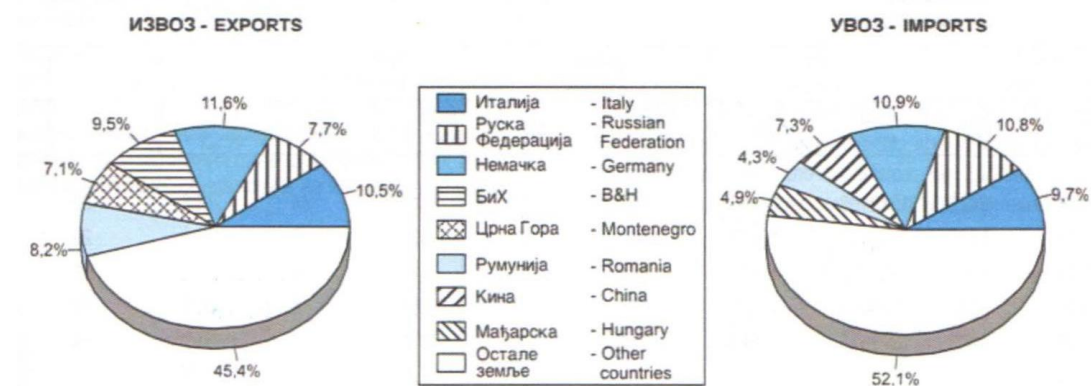 ИЗВОЗ - EXPORTS
УВОЗ - IMPORTS
11,6%
7,7%
9,5%
7,1%
10,5%
8,2%
45,4%
Италија - Italy
Руска - Russian
Федерација Federation
Немачка - Germany
БиХ - B&H
Црна Гора - Montenegro
Румунија - Romania
Кина - China
Мађарска - Hungary
Остале - Other
земље countries
10,9%
10,8%
7,3%
4,3%
4,9%
9,7%
52,1%